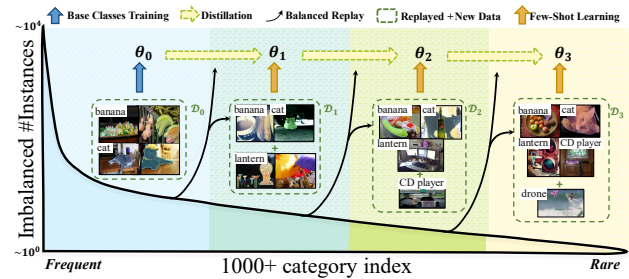 Base Classes Training Distillation Balanced Replay Replayed + New Data Few-Shot Learning
~10⁴
Imbalanced #Instances
~10⁰
θ₀ θ₁ θ₂ θ₃
banana
cat
D₀
banana cat
+
lantern
D₁
banana cat
lantern
+
CD player
D₂
banana cat
lantern CD player
+
drone
D₃
Frequent 1000+ category index Rare